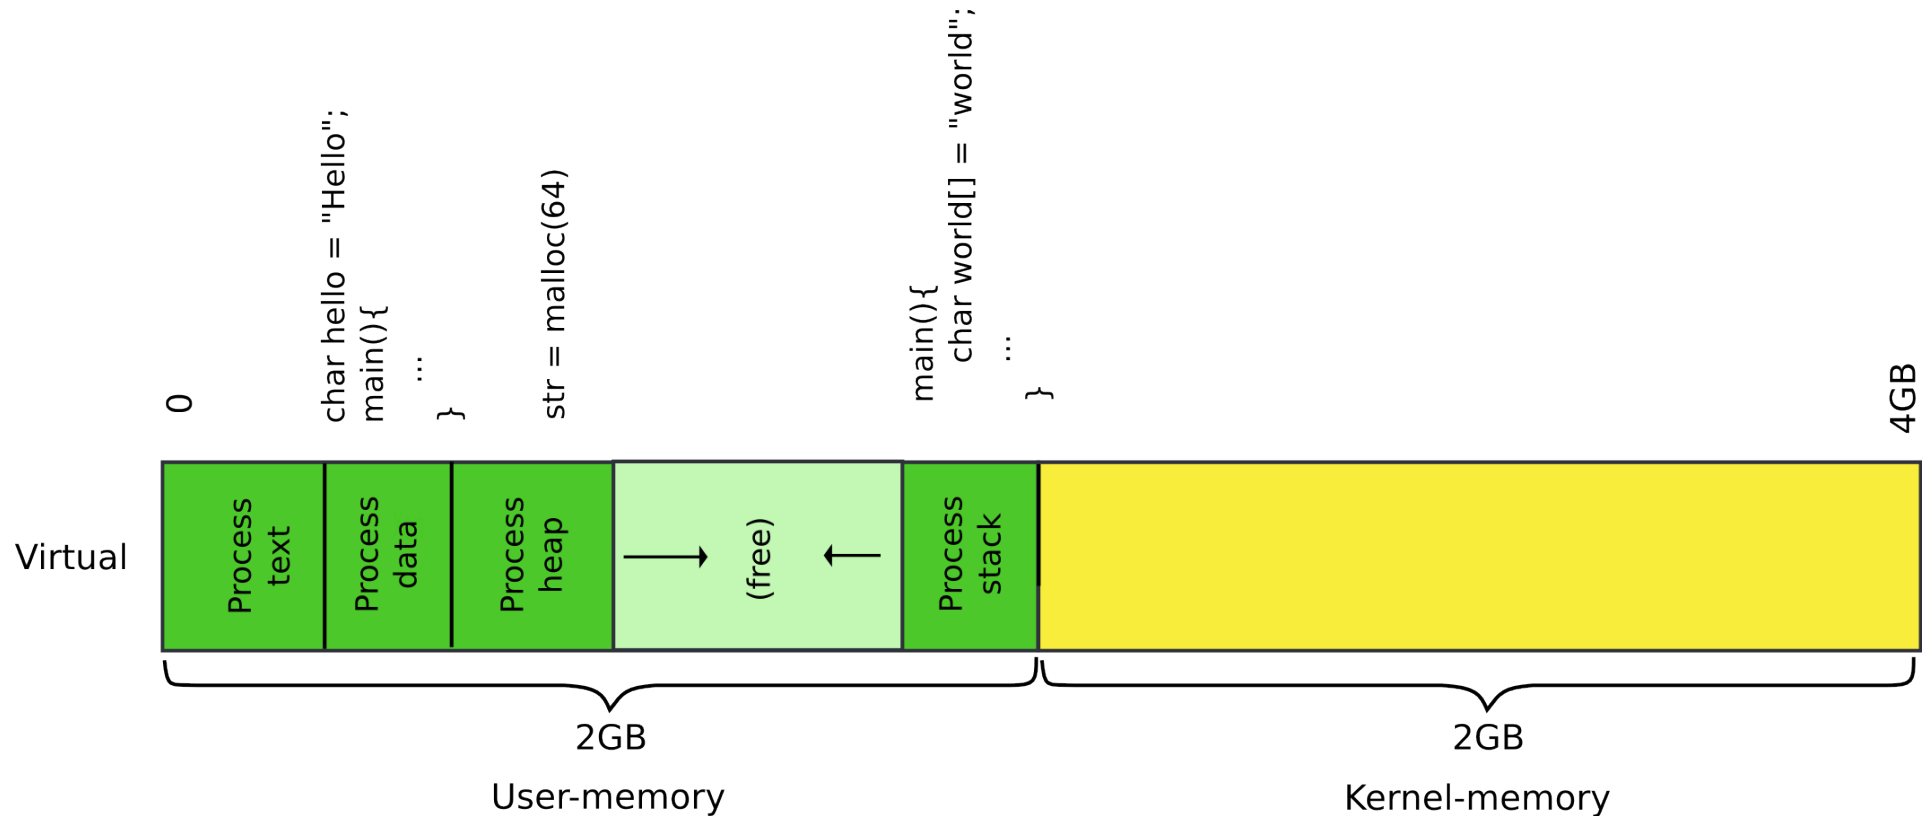 0
char hello = "Hello";
main(){
...
}
str = malloc(64)
main(){
char world[] = "world";
...
}
4GB
Virtual
Process
text
Process
data
Process
heap
(free)
Process
stack
2GB
2GB
User-memory
Kernel-memory